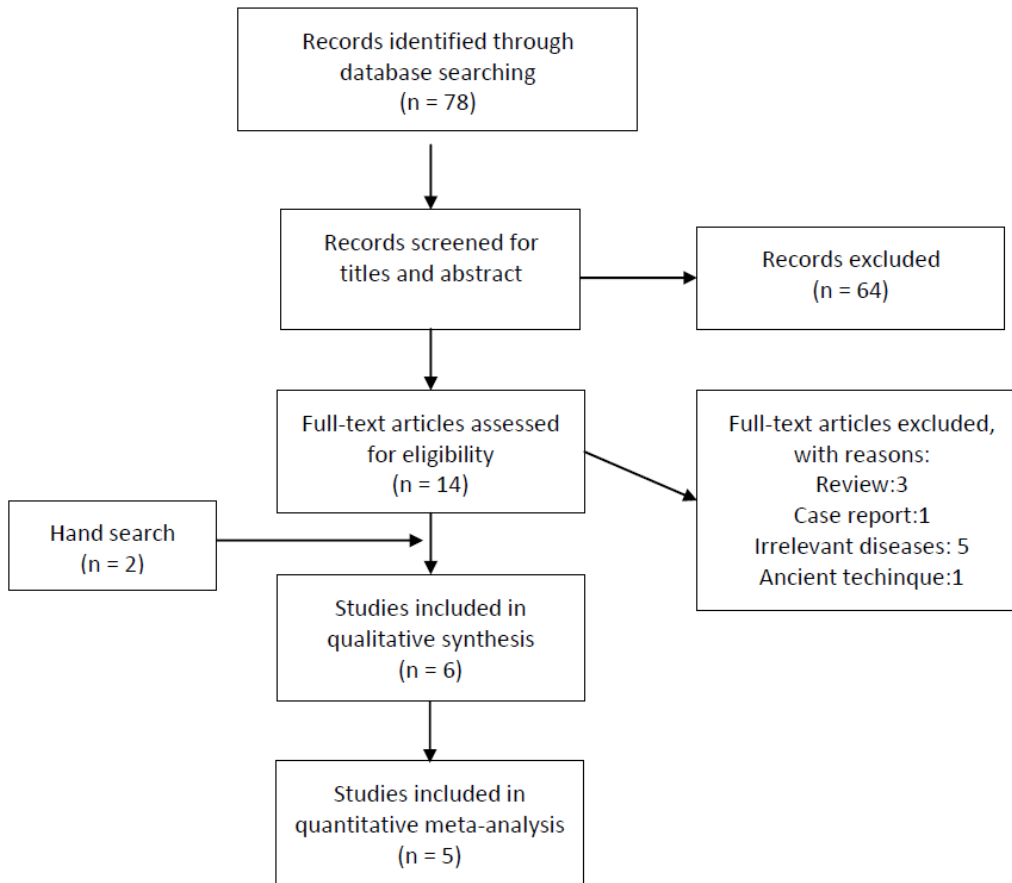 Records identified through
database searching
(n = 78)
Records screened for
titles and abstract
Records excluded
(n = 64)
Full-text articles assessed
for eligibility
(n = 14)
Full-text articles excluded,
with reasons:
Review:3
Case report:1
Irrelevant diseases: 5
Ancient techinque:1
Hand search
(n = 2)
Studies included in
qualitative synthesis
(n = 6)
Studies included in
quantitative meta-analysis
(n = 5)